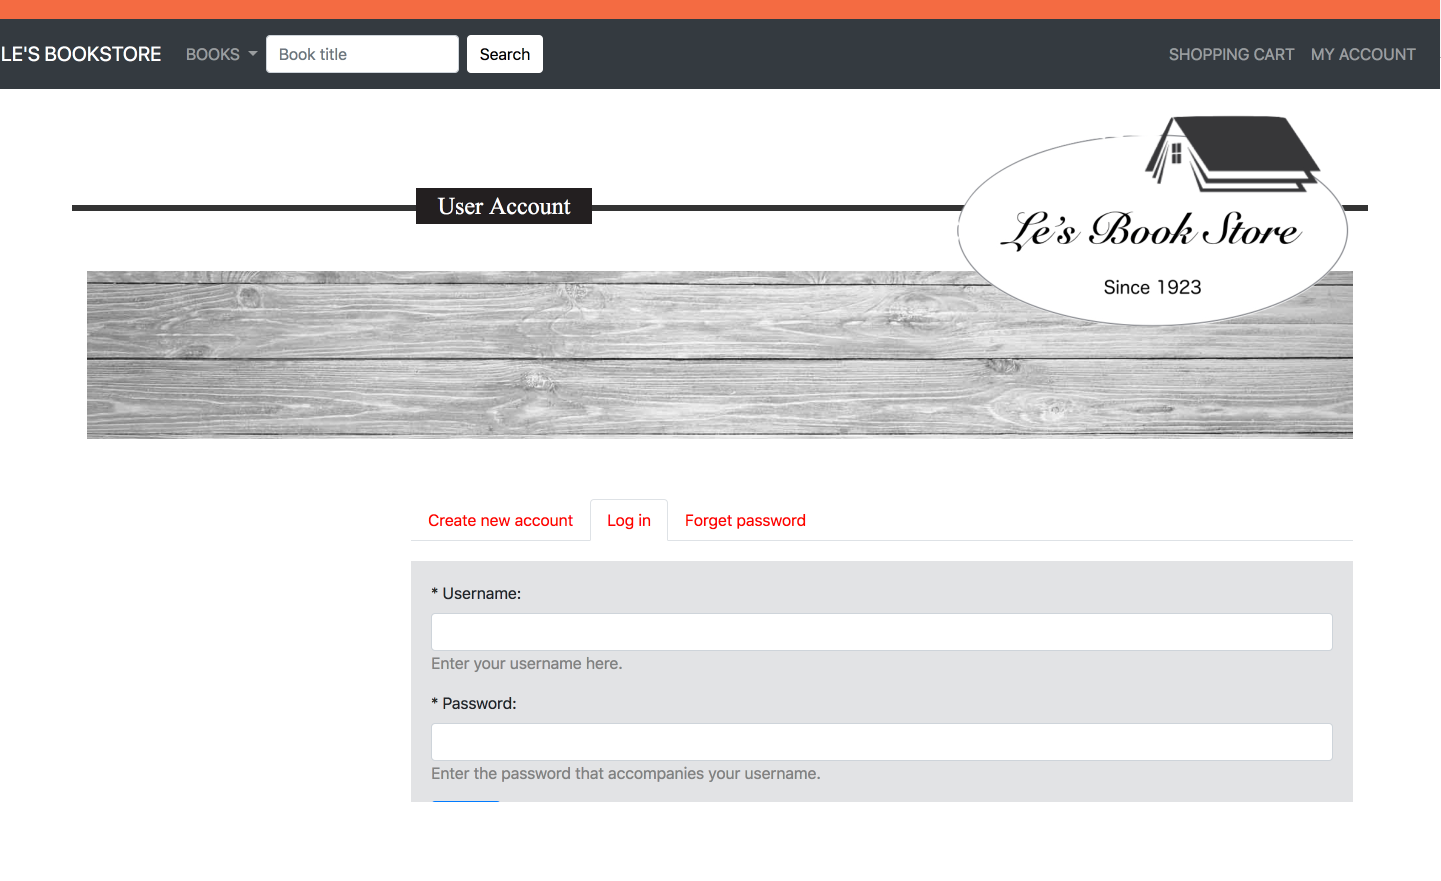 LE'S BOOKSTORE BOOKS Book title Search SHOPPING CART MY ACCOUNT
User Account
Le's Book Store
Since 1923
Create new account Log in Forget password
* Username:
Enter your username here.
* Password:
Enter the password that accompanies your username.